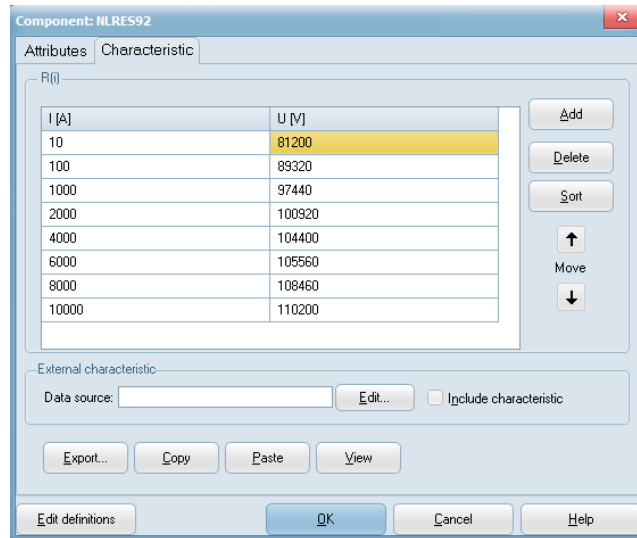 Component: NLRES92
x
Attributes Characteristic
R(i)
I [A] U [V]
10 81200
100 89320
1000 97440
2000 100920
4000 104400
6000 105560
8000 108460
10000 110200
Add
Delete
Sort
Move
External characteristic
Data source: Edit... Include characteristic
Export... Copy Paste View
Edit definitions OK Cancel Help